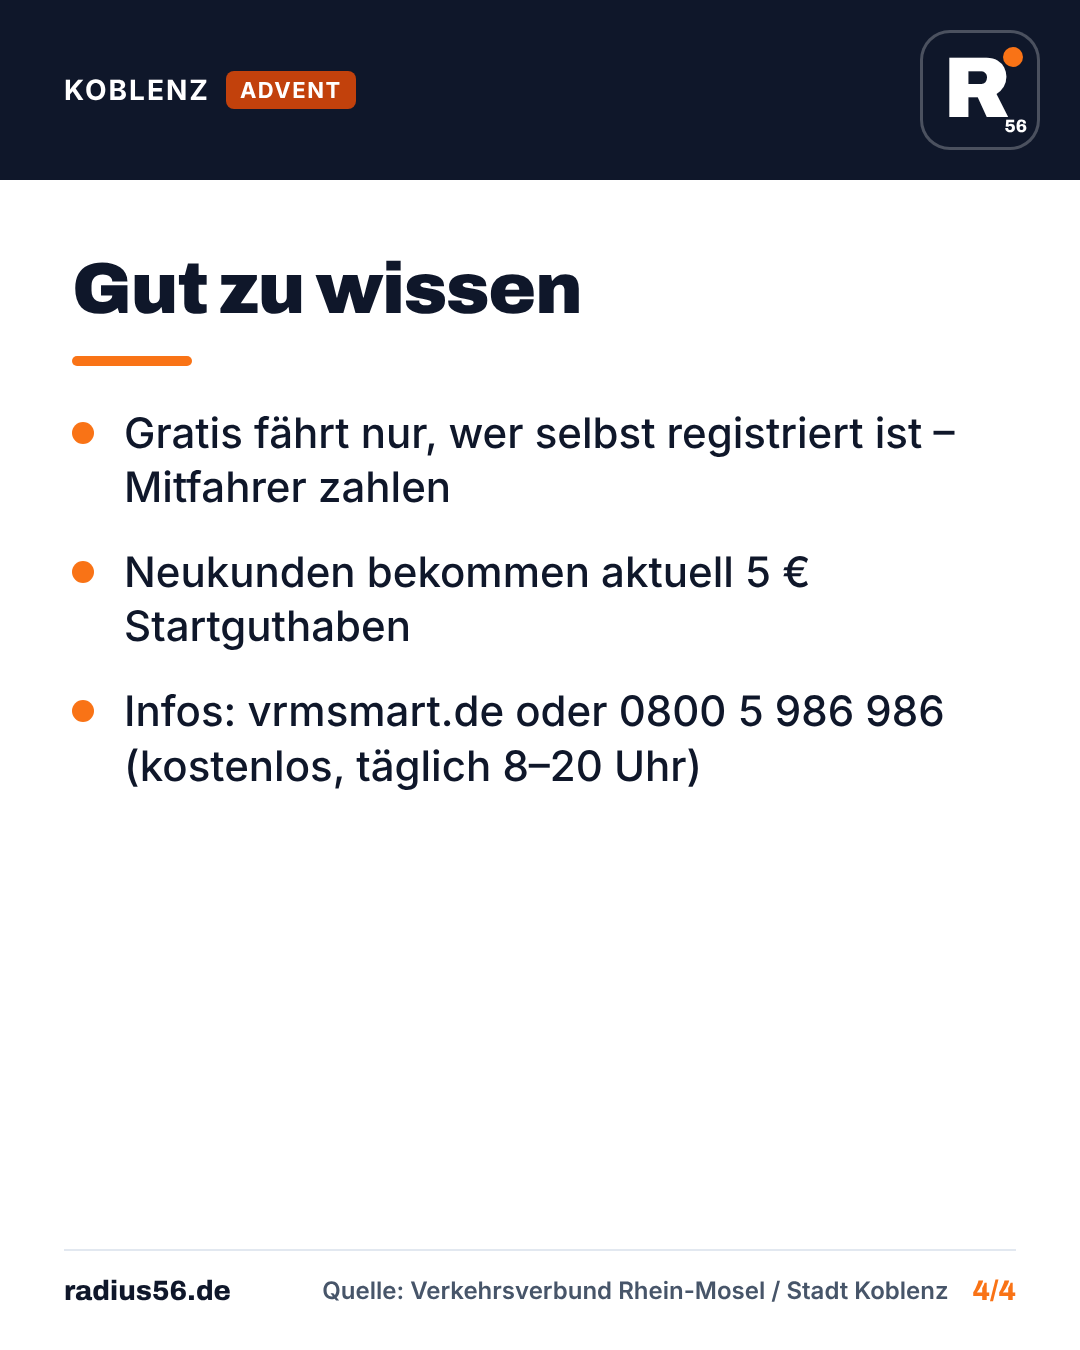 KOBLENZ ADVENT
R
56
Gut zu wissen
Gratis fährt nur, wer selbst registriert ist –
Mitfahrer zahlen
Neukunden bekommen aktuell 5 €
Startguthaben
Infos: vrmsmart.de oder 0800 5 986 986
(kostenlos, täglich 8–20 Uhr)
radius56.de Quelle: Verkehrsverbund Rhein-Mosel / Stadt Koblenz 4/4